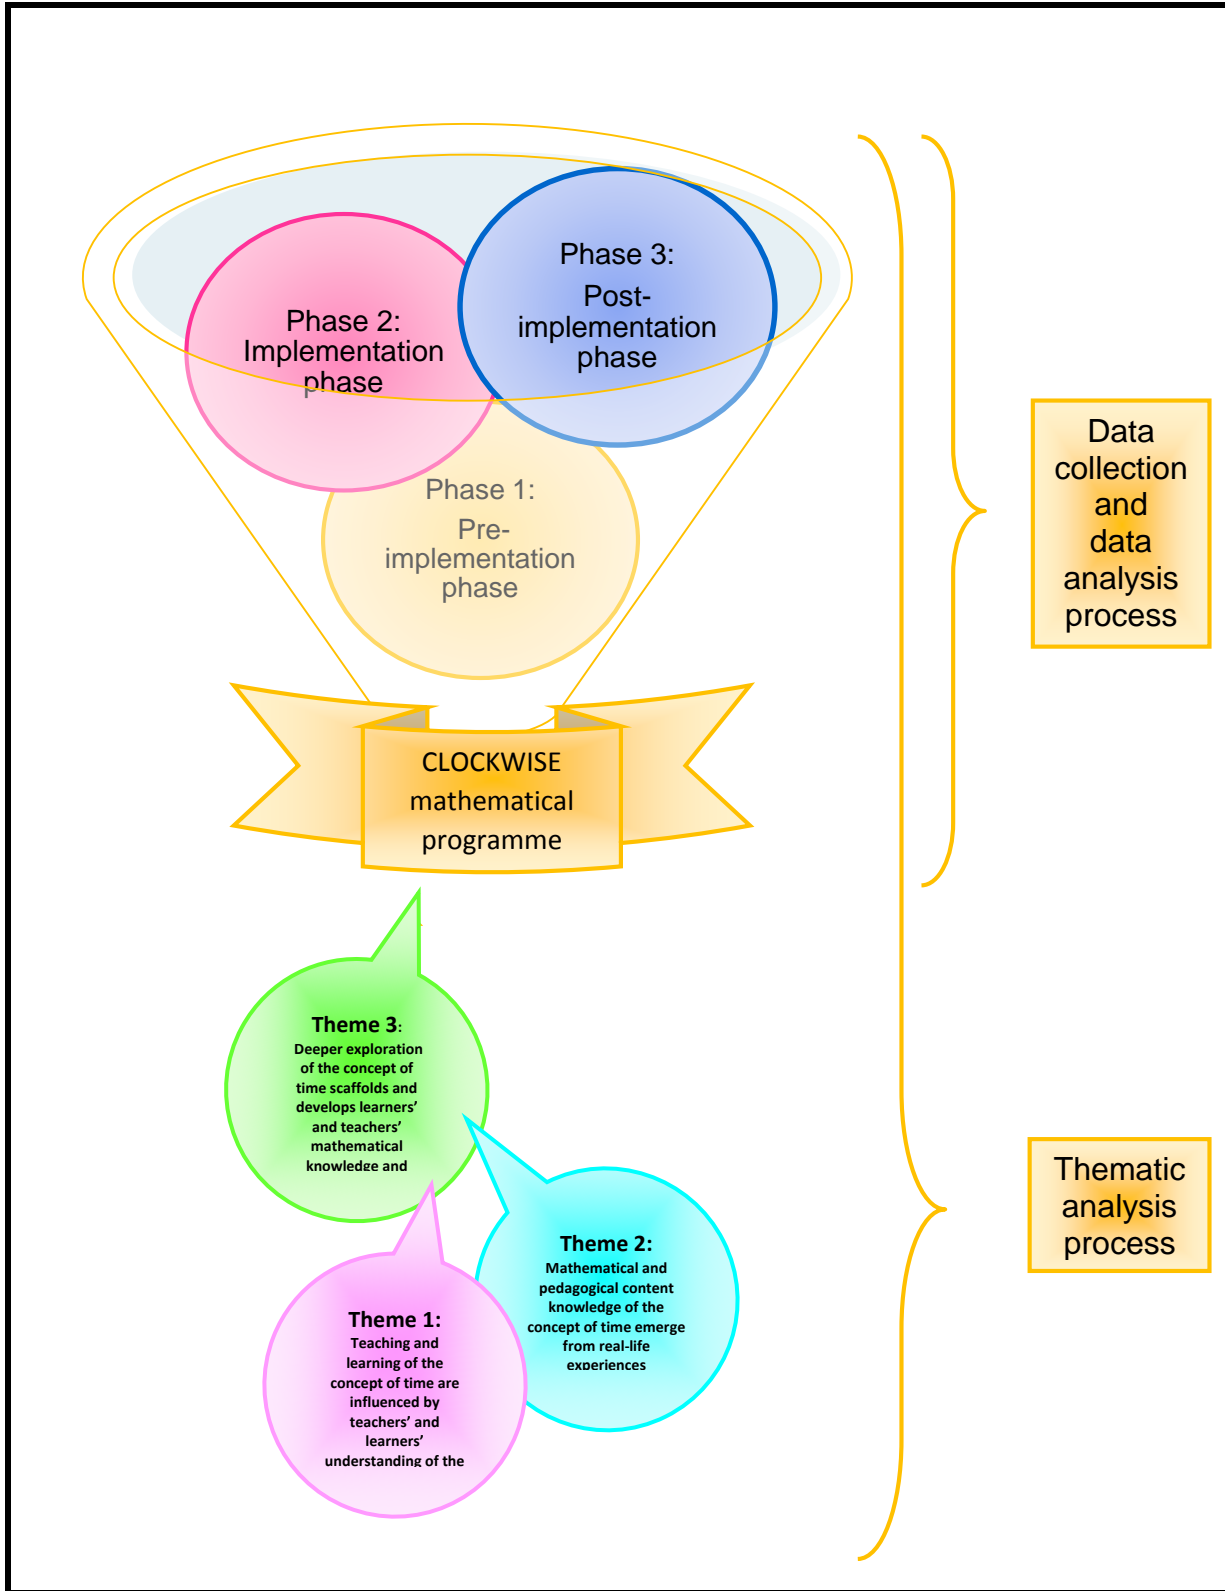 Phase 3:
Post-
implementation
phase
Phase 2:
Implementation
phase
Phase 1:
Pre-
implementation
phase
CLOCKWISE
mathematical
programme
Data
collection
and
data
analysis
process
Theme 3:
Deeper exploration
of the concept of
time scaffolds and
develops learners’
and teachers’
mathematical
knowledge and
Theme 2:
Mathematical and
pedagogical content
knowledge of the
concept of time emerge
from real-life
experiences
Theme 1:
Teaching and
learning of the
concept of time are
influenced by
teachers’ and
learners’
understanding of the
Thematic
analysis
process